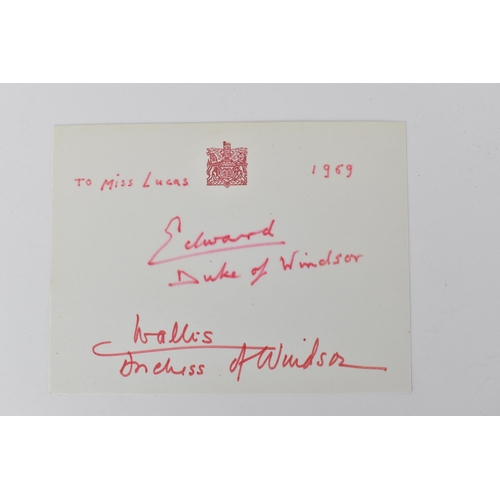 To Miss Lucas 1969
Edward
Duke of Windsor
Wallis
Duchess of Windsor